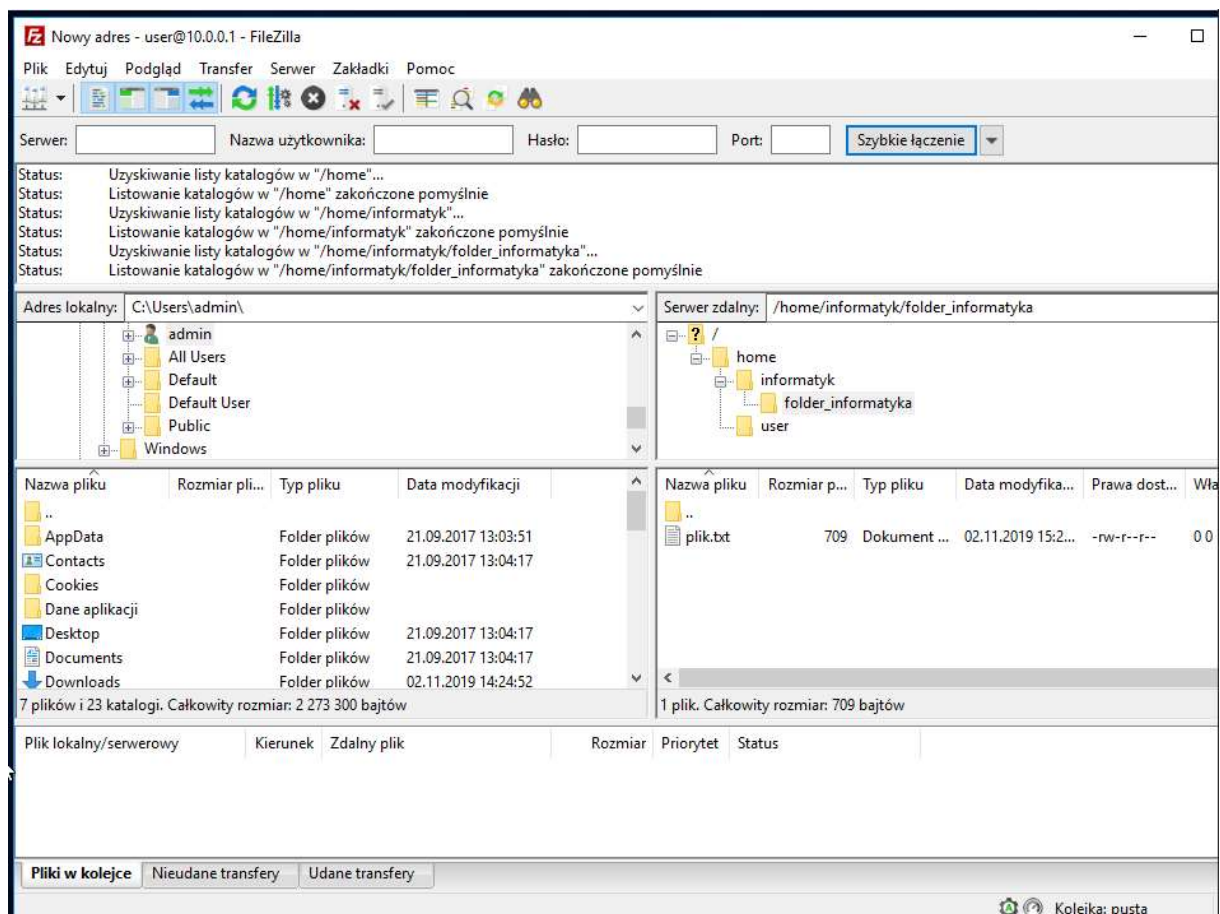 Nowy adres - user@10.0.0.1 - FileZilla
Plik Edytuj Podgląd Transfer Serwer Zakładki Pomoc
Serwer: Nazwa użytkownika: Hasło: Port: Szybkie łączenie
Status: Uzyskiwanie listy katalogów w "/home"...
Status: Listowanie katalogów w "/home" zakończone pomyślnie
Status: Uzyskiwanie listy katalogów w "/home/informatyk"...
Status: Listowanie katalogów w "/home/informatyk" zakończone pomyślnie
Status: Uzyskiwanie listy katalogów w "/home/informatyk/folder_informatyka"...
Status: Listowanie katalogów w "/home/informatyk/folder_informatyka" zakończone pomyślnie
Adres lokalny: C:\Users\admin\
admin
All Users
Default
Default User
Public
Windows
Serwer zdalny: /home/informatyk/folder_informatyka
? /
home
informatyk
folder_informatyka
user
Nazwa pliku Rozmiar pli... Typ pliku Data modyfikacji
..
AppData Folder plików 21.09.2017 13:03:51
Contacts Folder plików 21.09.2017 13:04:17
Cookies Folder plików
Dane aplikacji Folder plików
Desktop Folder plików 21.09.2017 13:04:17
Documents Folder plików 21.09.2017 13:04:17
Downloads Folder plików 02.11.2019 14:24:52
7 plików i 23 katalogi. Całkowity rozmiar: 2 273 300 bajtów
Nazwa pliku Rozmiar p... Typ pliku Data modyfika... Prawa dost... Wła
..
plik.txt 709 Dokument ... 02.11.2019 15:2... -rw-r--r-- 0 0
1 plik. Całkowity rozmiar: 709 bajtów
Plik lokalny/serwerowy Kierunek Zdalny plik Rozmiar Priorytet Status
Pliki w kolejce Nieudane transfery Udane transfery
Kolejka: pusta